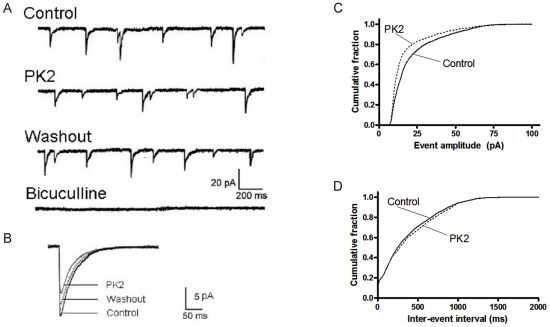 A
Control
PK2
Washout
Bicuculline
20 pA
200 ms
B
PK2
Washout
Control
5 pA
50 ms
C
Cumulative fraction
1.0
0.8
0.6
0.4
0.2
0.0
PK2
Control
0
25
50
75
100
Event amplitude (pA)
D
Cumulative fraction
1.0
0.8
0.6
0.4
0.2
0.0
Control
PK2
0
500
1000
1500
2000
Inter-event interval (ms)